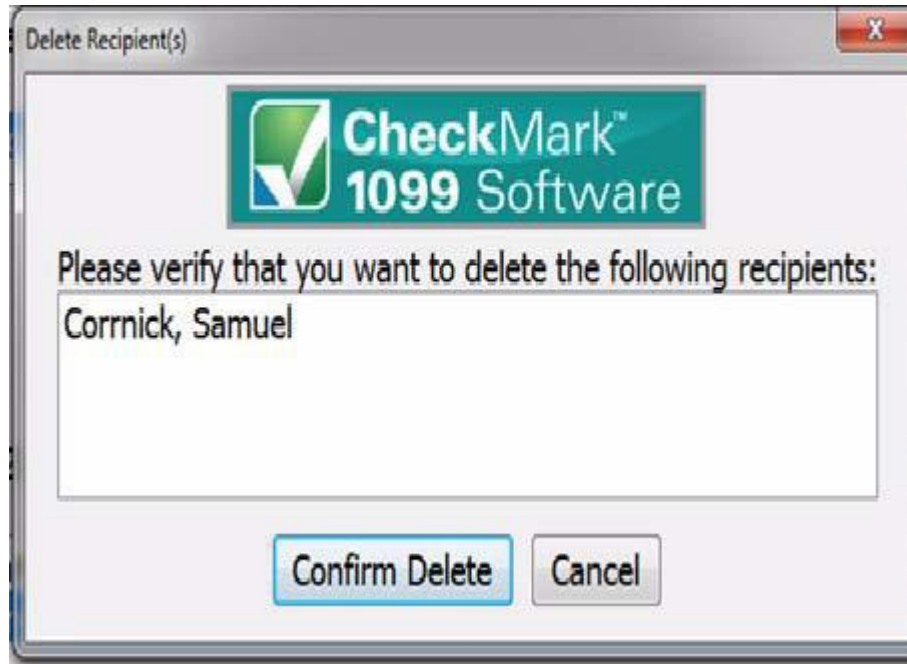 Delete Recipient(s)
X
CheckMark™
1099 Software
Please verify that you want to delete the following recipients:
Corrnick, Samuel
Confirm Delete Cancel